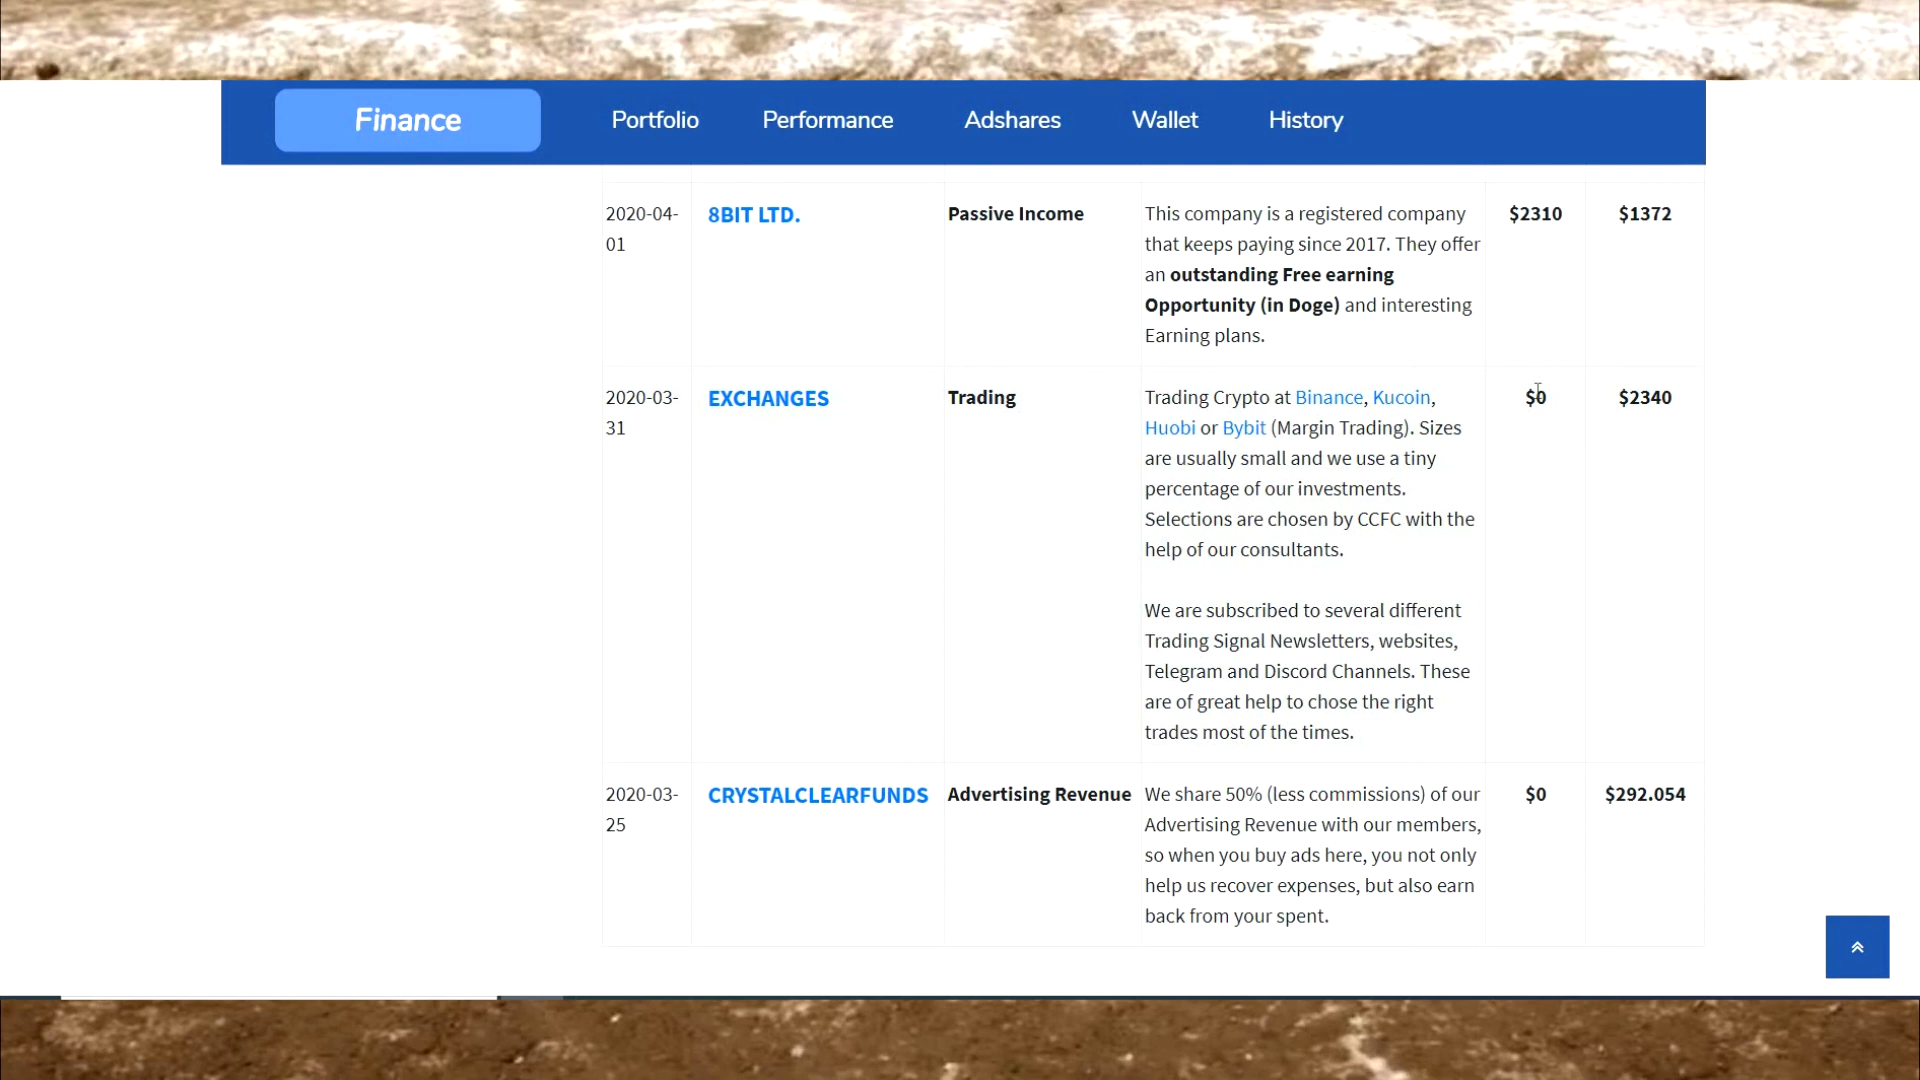 Finance Portfolio Performance Adshares Wallet History
2020-04-
01
8BIT LTD.
Passive Income
This company is a registered company
that keeps paying since 2017. They offer
an outstanding Free earning
Opportunity (in Doge) and interesting
Earning plans.
$2310
$1372
2020-03-
31
EXCHANGES
Trading
Trading Crypto at Binance, Kucoin,
Huobi or Bybit (Margin Trading). Sizes
are usually small and we use a tiny
percentage of our investments.
Selections are chosen by CCFC with the
help of our consultants.
We are subscribed to several different
Trading Signal Newsletters, websites,
Telegram and Discord Channels. These
are of great help to chose the right
trades most of the times.
$0
$2340
2020-03-
25
CRYSTALCLEARFUNDS
Advertising Revenue
We share 50% (less commissions) of our
Advertising Revenue with our members,
so when you buy ads here, you not only
help us recover expenses, but also earn
back from your spent.
$0
$292.054